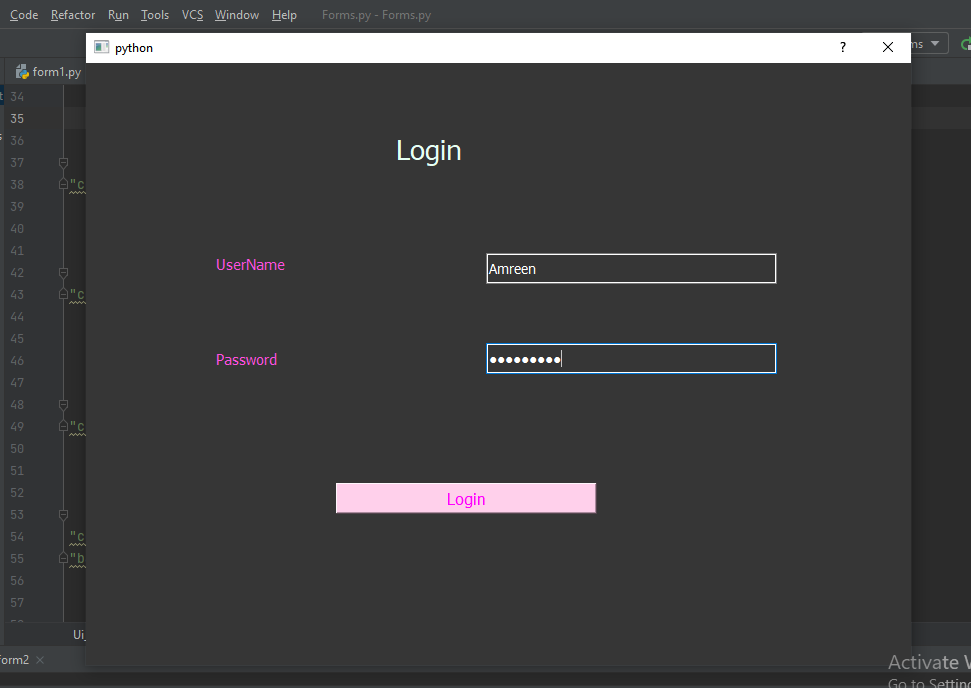 Code Refactor Run Tools VCS Window Help Forms.py - Forms.py
python ?
ms
form1.py
34
35
36
37
38 "c
39
40
41
42
43 "c
44
45
46
47
48
49 "c
50
51
52
53
54 "c
55 "b
56
57
Login
UserName Amreen
Password ●●●●●●●●●
Login
Ui_
orm2
Activate W
Go to Setting